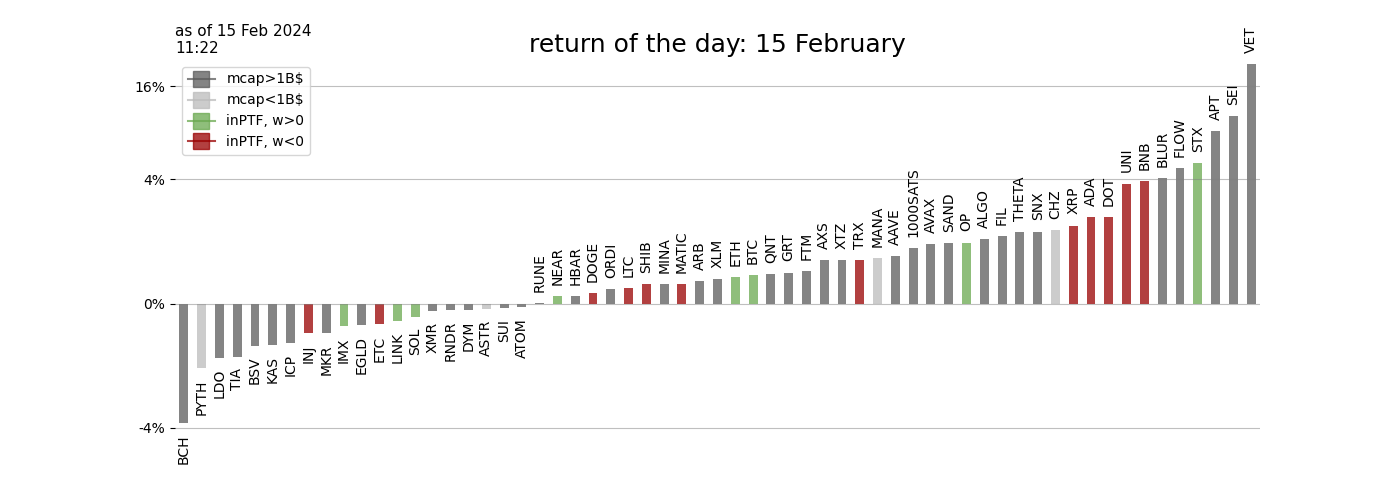 as of 15 Feb 2024
11:22
return of the day: 15 February
mcap>1B$
mcap<1B$
inPTF, w>0
inPTF, w<0
16%
4%
0%
-4%
BCH
PYTH
LDO
TIA
BSV
KAS
ICP
INJ
MKR
IMX
EGLD
ETC
LINK
SOL
XMR
RNDR
DYM
ASTR
SUI
ATOM
RUNE
NEAR
HBAR
DOGE
ORDI
LTC
SHIB
MINA
MATIC
ARB
XLM
ETH
BTC
QNT
GRT
FTM
AXS
XTZ
TRX
MANA
AAVE
1000SATS
AVAX
SAND
OP
ALGO
FIL
THETA
SNX
CHZ
XRP
ADA
DOT
UNI
BNB
BLUR
FLOW
STX
APT
SEI
VET